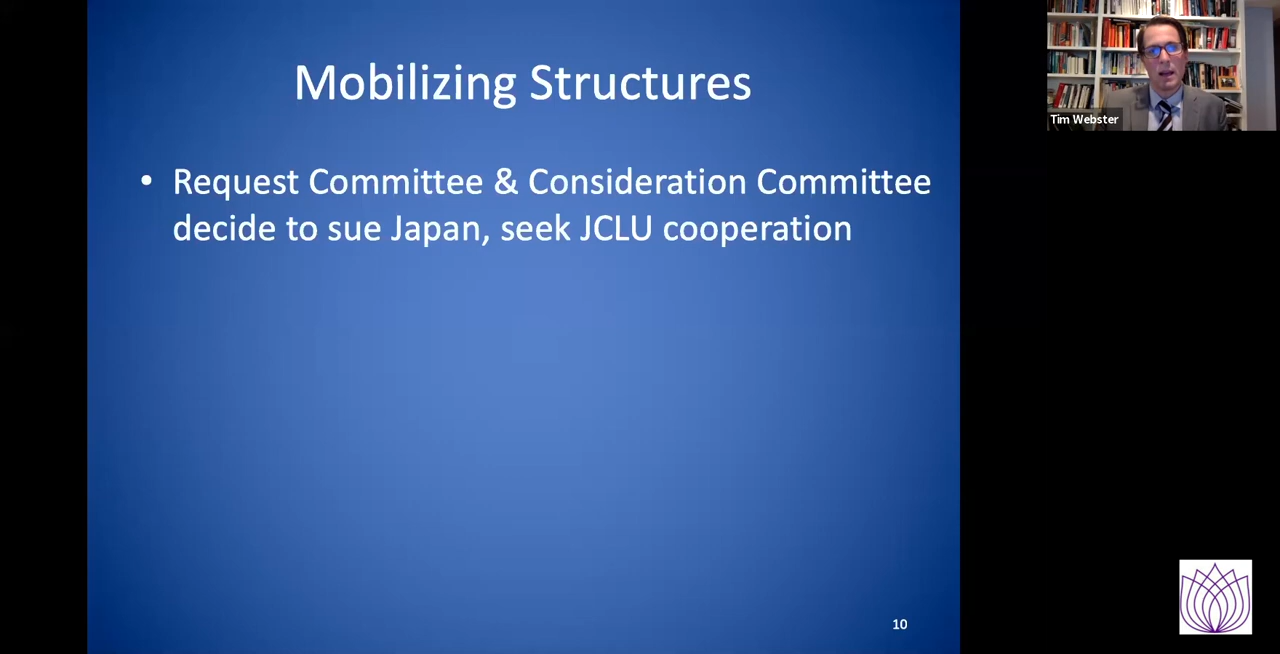 Mobilizing Structures
• Request Committee & Consideration Committee
decide to sue Japan, seek JCLU cooperation
10
Tim Webster